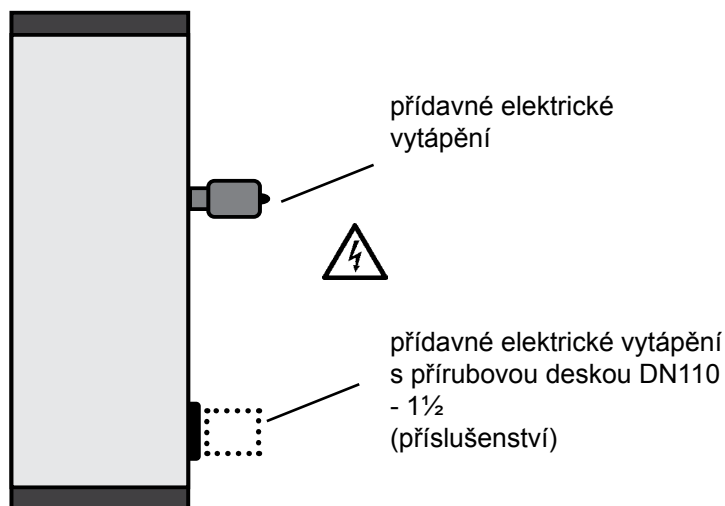 přídavné elektrické
vytápění
přídavné elektrické vytápění
s přírubovou deskou DN110
- 1½
(příslušenství)